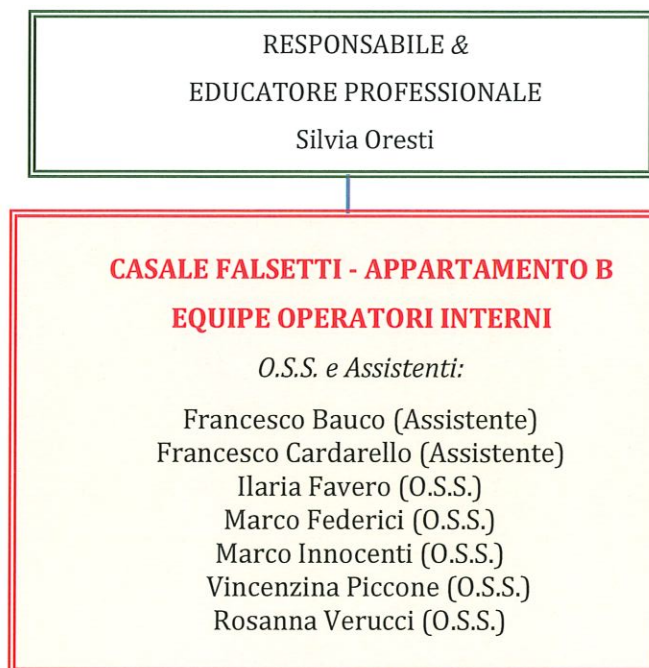 RESPONSABILE &
EDUCATORE PROFESSIONALE
Silvia Oresti
CASALE FALSETTI - APPARTAMENTO B
EQUIPE OPERATORI INTERNI
O.S.S. e Assistenti:
Francesco Bauco (Assistente)
Francesco Cardarello (Assistente)
Ilaria Favero (O.S.S.)
Marco Federici (O.S.S.)
Marco Innocenti (O.S.S.)
Vincenzina Piccone (O.S.S.)
Rosanna Verucci (O.S.S.)